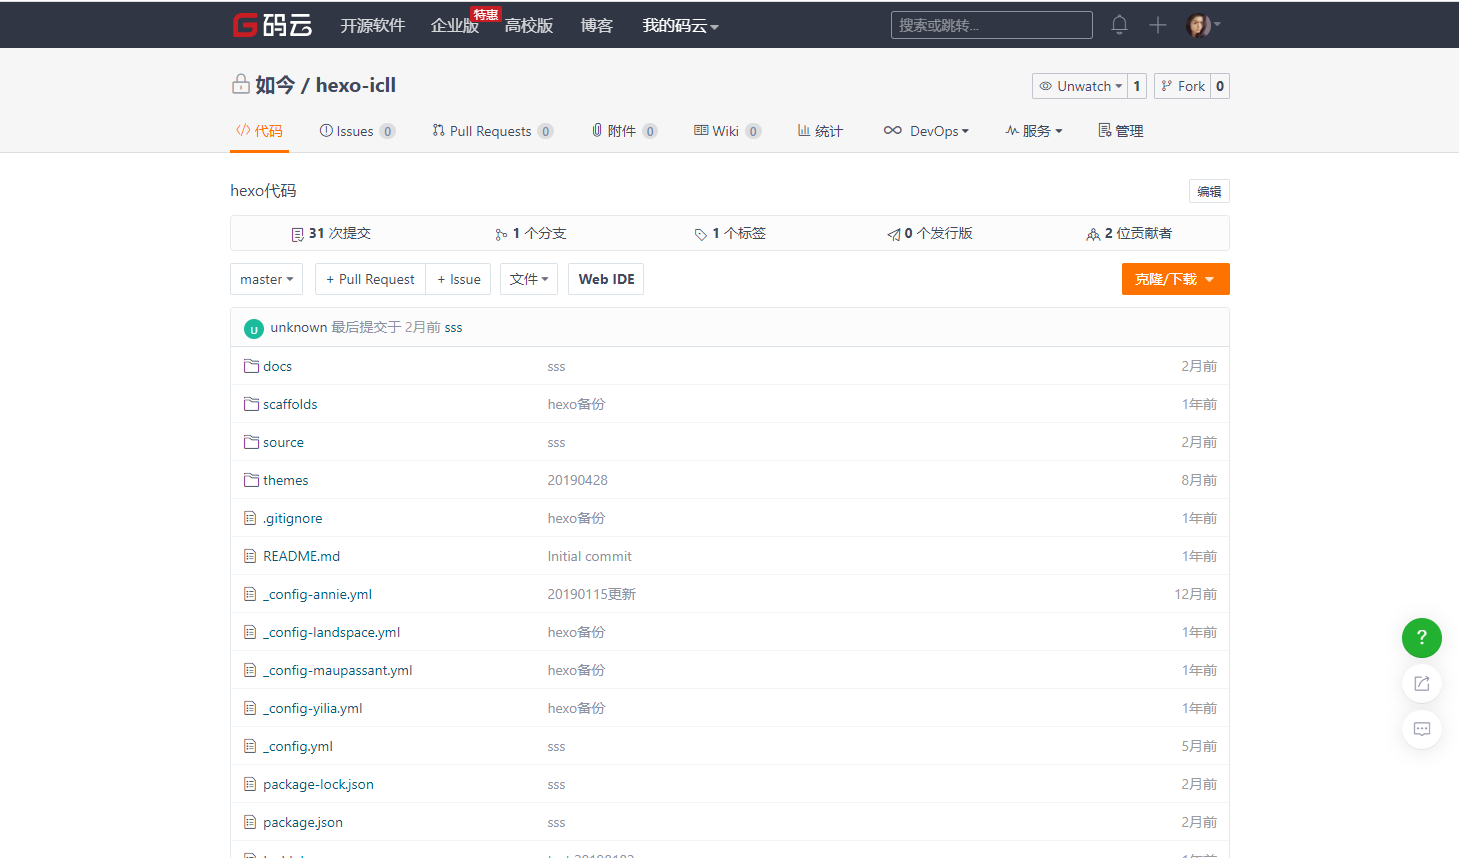 码云 开源软件 企业版 特惠 高校版 博客 我的码云 搜索或跳转...
如今 / hexo-icll Unwatch 1 Fork 0
代码 Issues 0 Pull Requests 0 附件 0 Wiki 0 统计 DevOps 服务 管理
hexo代码 编辑
31 次提交 1 个分支 1 个标签 0 个发行版 2 位贡献者
master + Pull Request + Issue 文件 Web IDE 克隆/下载
U unknown 最后提交于 2月前 sss
docs sss 2月前
scaffolds hexo备份 1年前
source sss 2月前
themes 20190428 8月前
.gitignore hexo备份 1年前
README.md Initial commit 1年前
_config-annie.yml 20190115更新 12月前
_config-landspace.yml hexo备份 1年前
_config-maupassant.yml hexo备份 1年前
_config-yilia.yml hexo备份 1年前
_config.yml sss 5月前
package-lock.json sss 2月前
package.json sss 2月前
?